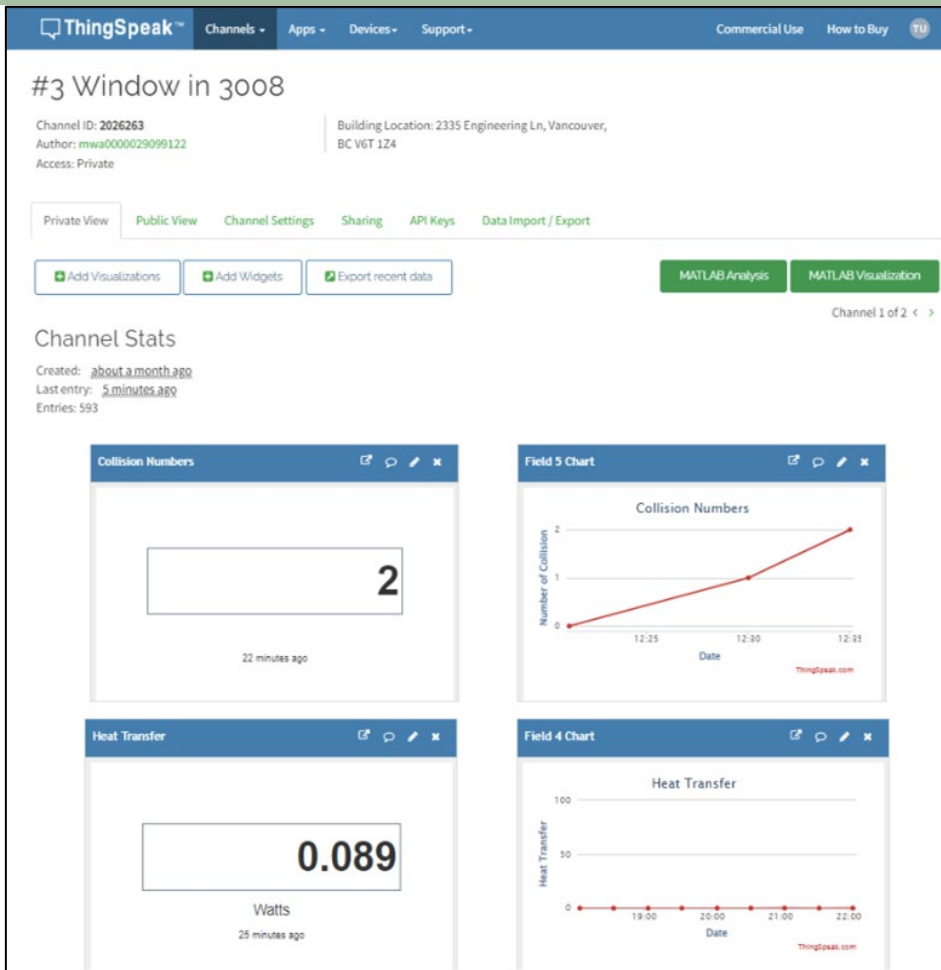 ThingSpeak™ Channels Apps Devices Support Commercial Use How to Buy TU
#3 Window in 3008
Channel ID: 2026263
Author: mwa0000029099122
Access: Private
Building Location: 2335 Engineering Ln, Vancouver,
BC V6T 1Z4
Private View Public View Channel Settings Sharing API Keys Data Import / Export
Add Visualizations Add Widgets Export recent data MATLAB Analysis MATLAB Visualization
Channel 1 of 2 < >
Channel Stats
Created: about a month ago
Last entry: 5 minutes ago
Entries: 593
Collision Numbers
2
22 minutes ago
Field 5 Chart
Collision Numbers
Number of Collision
2
1
0
12:25 12:30 12:35
Date
ThingSpeak.com
Heat Transfer
0.089
Watts
25 minutes ago
Field 4 Chart
Heat Transfer
Heat Transfer
100
50
0
19:00 20:00 21:00 22:00
Date
ThingSpeak.com